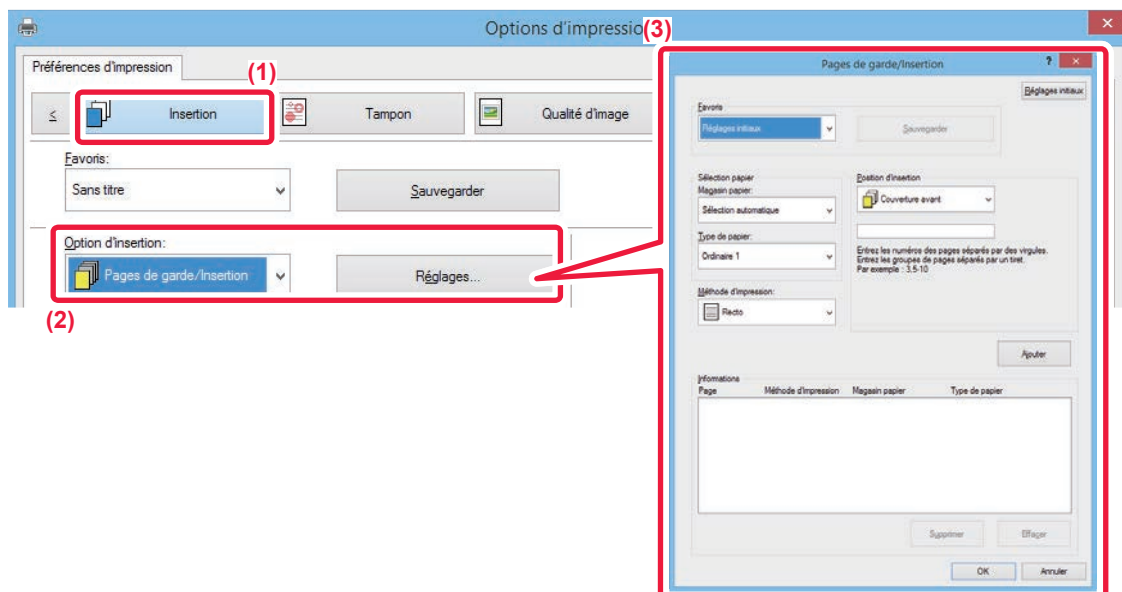 Options d'impressio
(3)
Préférences d'impression
(1)
<
Insertion
Tampon
Qualité d'image
Favoris:
Sans titre
Sauvegarder
Option d'insertion:
Pages de garde/Insertion
Réglages...
(2)
Pages de garde/Insertion
?
Réglages initiaux
Favoris
Réglages initiaux
Sauvegarder
Sélection papier
Magasin papier:
Sélection automatique
Type de papier:
Ordinaire 1
Position d'insertion
Couverture avant
Entrez les numéros des pages séparés par des virgules.
Entrez les groupes de pages séparés par un tiret.
Par exemple : 3,5-10
Méthode d'impression:
Recto
Ajouter
Informations
Page Méthode d'impression Magasin papier Type de papier
Supprimer
Effaçer
OK
Annuler